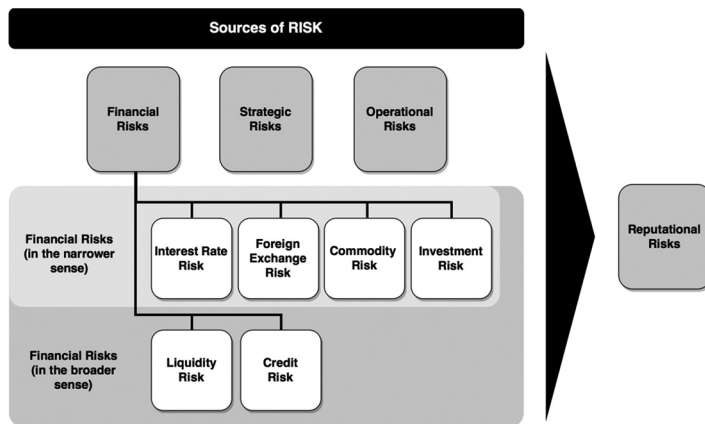 Sources of RISK
Financial
Risks
Strategic
Risks
Operational
Risks
Financial Risks
(in the narrower
sense)
Interest Rate
Risk
Foreign
Exchange
Risk
Commodity
Risk
Investment
Risk
Reputational
Risks
Financial Risks
(in the broader
sense)
Liquidity
Risk
Credit
Risk